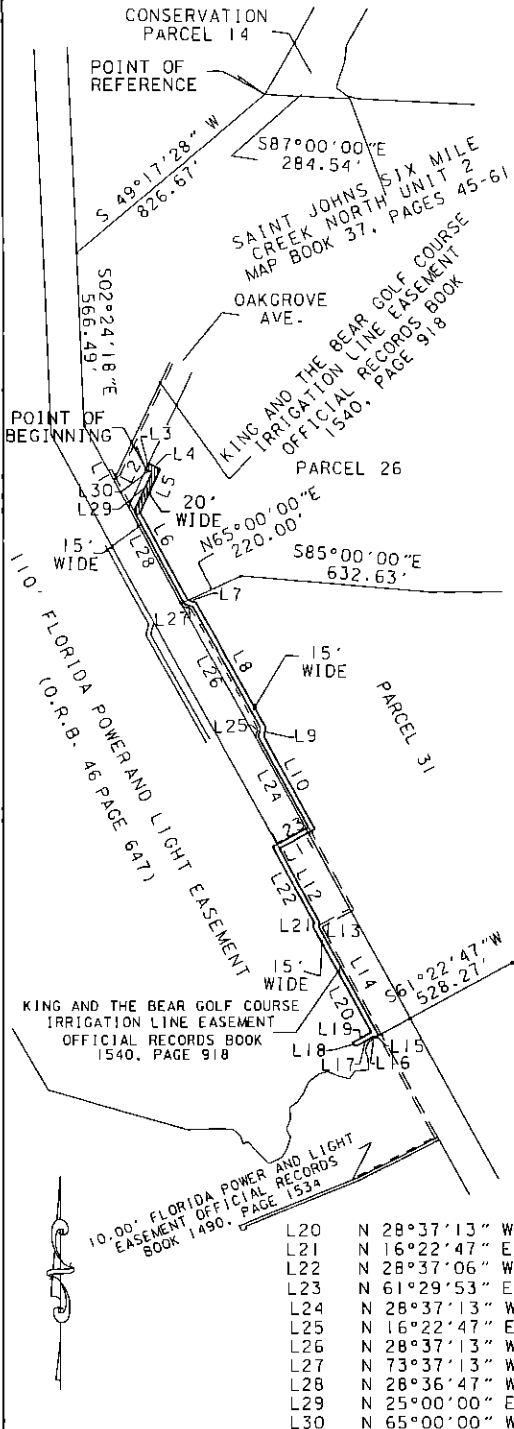 CONSERVATION
PARCEL 14
POINT OF
REFERENCE
S 49°17'28" W
826.67'
S87°00'00"E
284.54'
SAINT JOHNS SIX MILE
CREEK NORTH UNIT 2
MAP BOOK 37, PAGES 45-61
S02°24'18"E
566.49'
OAKGROVE
AVE.
KING AND THE BEAR GOLF COURSE
IRRIGATION LINE EASEMENT
OFFICIAL RECORDS BOOK
1540, PAGE 918
POINT OF
BEGINNING
L1
L2
L3
L4
L30
L29
L5
20'
WIDE
PARCEL 26
15'
WIDE
L6
L28
N65°00'00"E
220.00'
S85°00'00"E
632.63'
L7
L27
110' FLORIDA POWER AND LIGHT EASEMENT
(O.R.B. 46 PAGE 647)
L26
L8
15'
WIDE
PARCEL 31
L25
L9
L24
L10
23
L1
L22
L12
L21
L13
15'
WIDE
L14
S61°22'47"W
528.27'
KING AND THE BEAR GOLF COURSE
IRRIGATION LINE EASEMENT
OFFICIAL RECORDS BOOK
1540, PAGE 918
L20
L19
L18
L17
L16
L15
10.00' FLORIDA POWER AND LIGHT
EASEMENT OFFICIAL RECORDS
BOOK 1490, PAGE 1534
L20 N 28°37'13" W
L21 N 16°22'47" E
L22 N 28°37'06" W
L23 N 61°29'53" E
L24 N 28°37'13" W
L25 N 16°22'47" E
L26 N 28°37'13" W
L27 N 73°37'13" W
L28 N 28°36'47" W
L29 N 25°00'00" E
L30 N 65°00'00" W